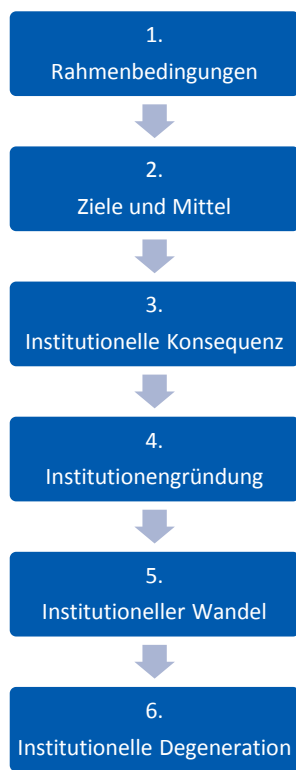 1.
Rahmenbedingungen
2.
Ziele und Mittel
3.
Institutionelle Konsequenz
4.
Institutionengründung
5.
Institutioneller Wandel
6.
Institutionelle Degeneration